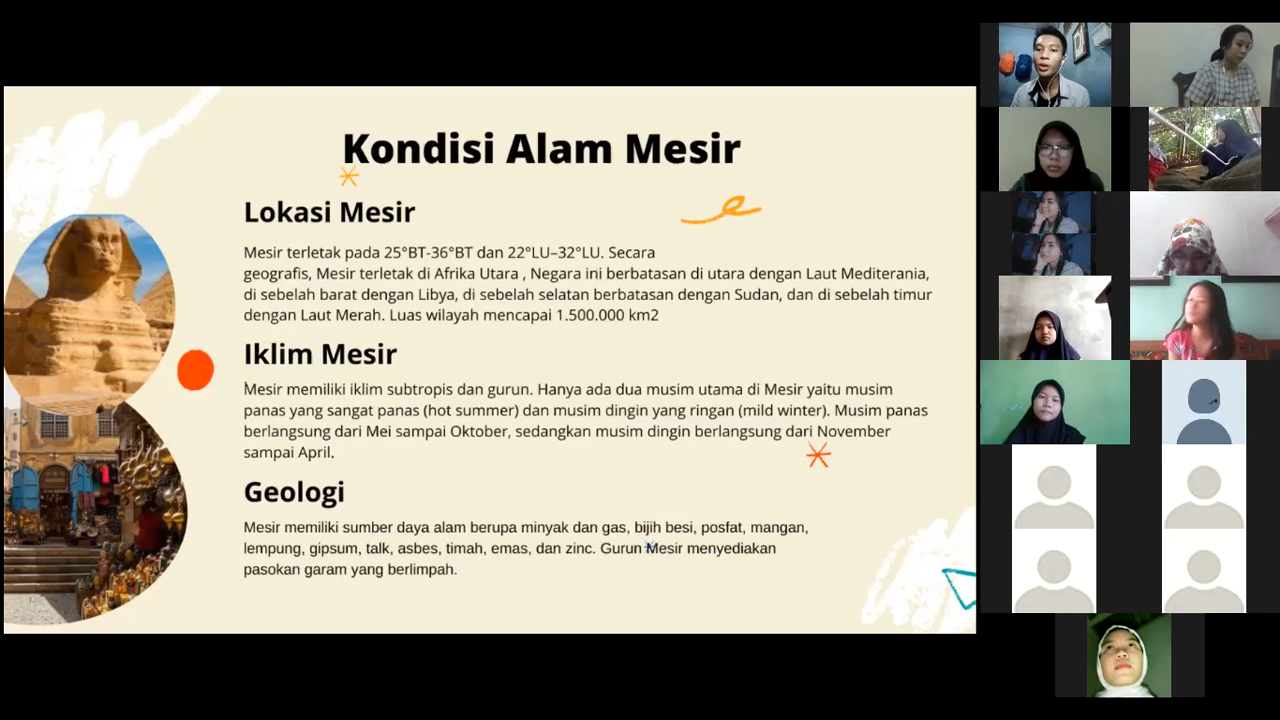 Kondisi Alam Mesir
Lokasi Mesir
Mesir terletak pada 25°BT-36°BT dan 22°LU–32°LU. Secara
geografis, Mesir terletak di Afrika Utara , Negara ini berbatasan di utara dengan Laut Mediterania,
di sebelah barat dengan Libya, di sebelah selatan berbatasan dengan Sudan, dan di sebelah timur
dengan Laut Merah. Luas wilayah mencapai 1.500.000 km2
Iklim Mesir
Mesir memiliki iklim subtropis dan gurun. Hanya ada dua musim utama di Mesir yaitu musim
panas yang sangat panas (hot summer) dan musim dingin yang ringan (mild winter). Musim panas
berlangsung dari Mei sampai Oktober, sedangkan musim dingin berlangsung dari November
sampai April.
Geologi
Mesir memiliki sumber daya alam berupa minyak dan gas, bijih besi, posfat, mangan,
lempung, gipsum, talk, asbes, timah, emas, dan zinc. Gurun Mesir menyediakan
pasokan garam yang berlimpah.